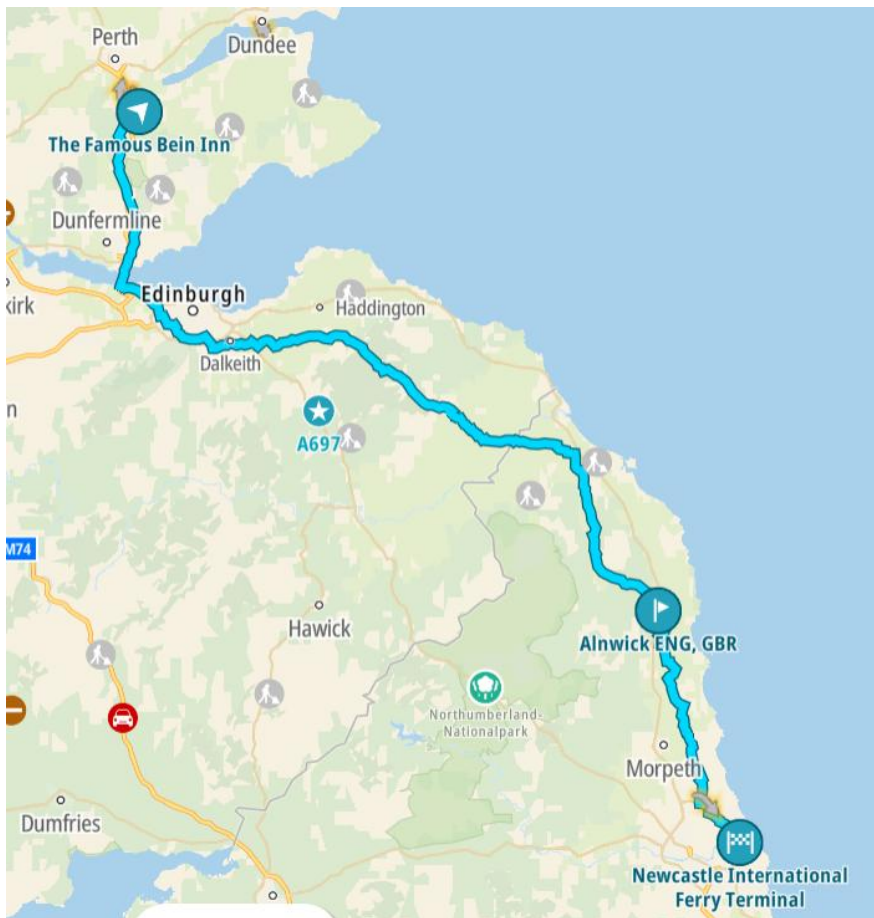 Perth
Dundee
The Famous Bein Inn
Dunfermline
Edinburgh
kirk
Haddington
Dalkeith
n
A697
M74
Hawick
Alnwick ENG, GBR
Northumberland-
Nationalpark
Morpeth
Dumfries
Newcastle International
Ferry Terminal